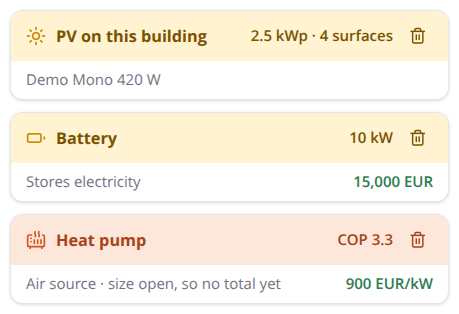 PV on this building 2.5 kWp · 4 surfaces
Demo Mono 420 W
Battery 10 kW
Stores electricity 15,000 EUR
Heat pump COP 3.3
Air source · size open, so no total yet 900 EUR/kW